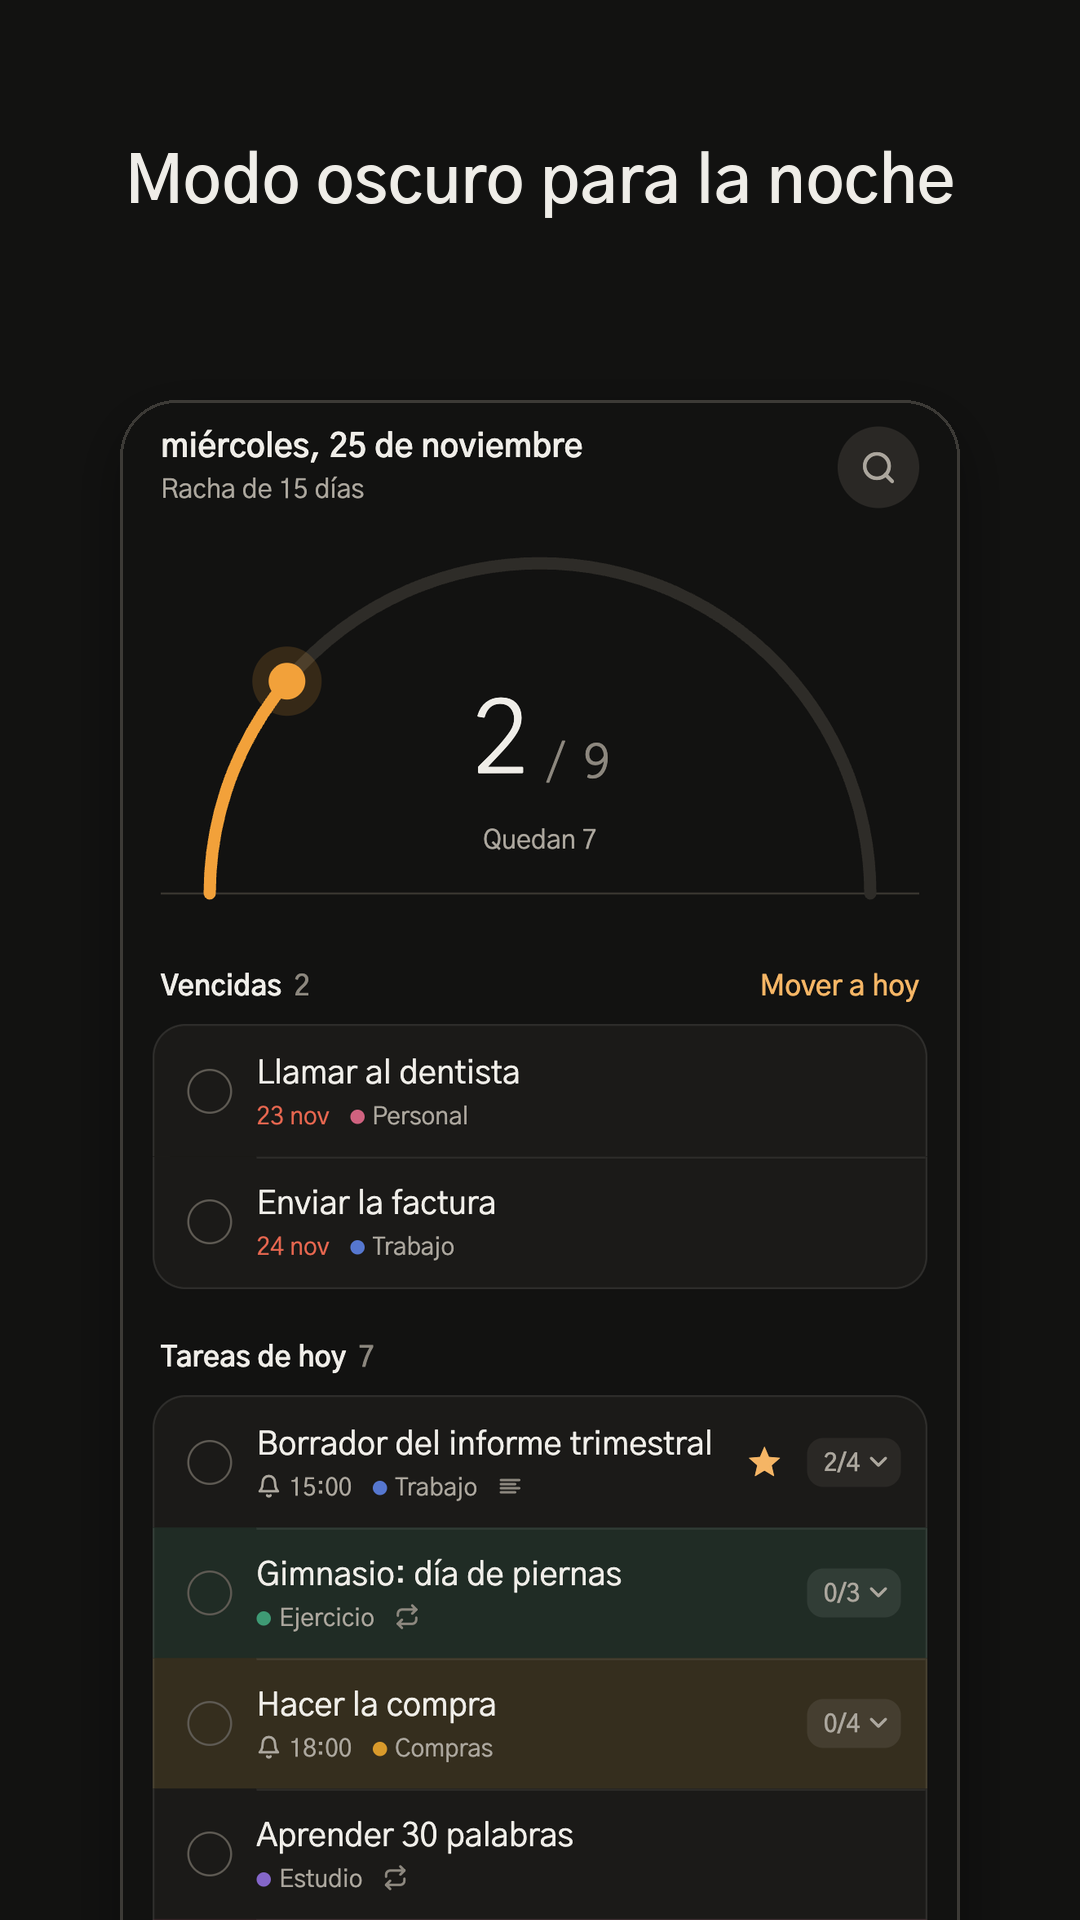 Modo oscuro para la noche
miércoles, 25 de noviembre
Racha de 15 días
2 / 9
Quedan 7
Vencidas 2
Mover a hoy
Llamar al dentista
23 nov Personal
Enviar la factura
24 nov Trabajo
Tareas de hoy 7
Borrador del informe trimestral
2/4
15:00 Trabajo
Gimnasio: día de piernas
0/3
Ejercicio
Hacer la compra
0/4
18:00 Compras
Aprender 30 palabras
Estudio